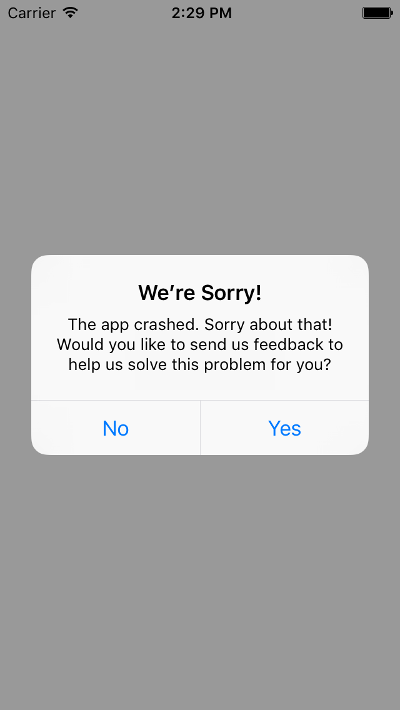 Carrier 2:29 PM
We’re Sorry!
The app crashed. Sorry about that!
Would you like to send us feedback to
help us solve this problem for you?
No Yes